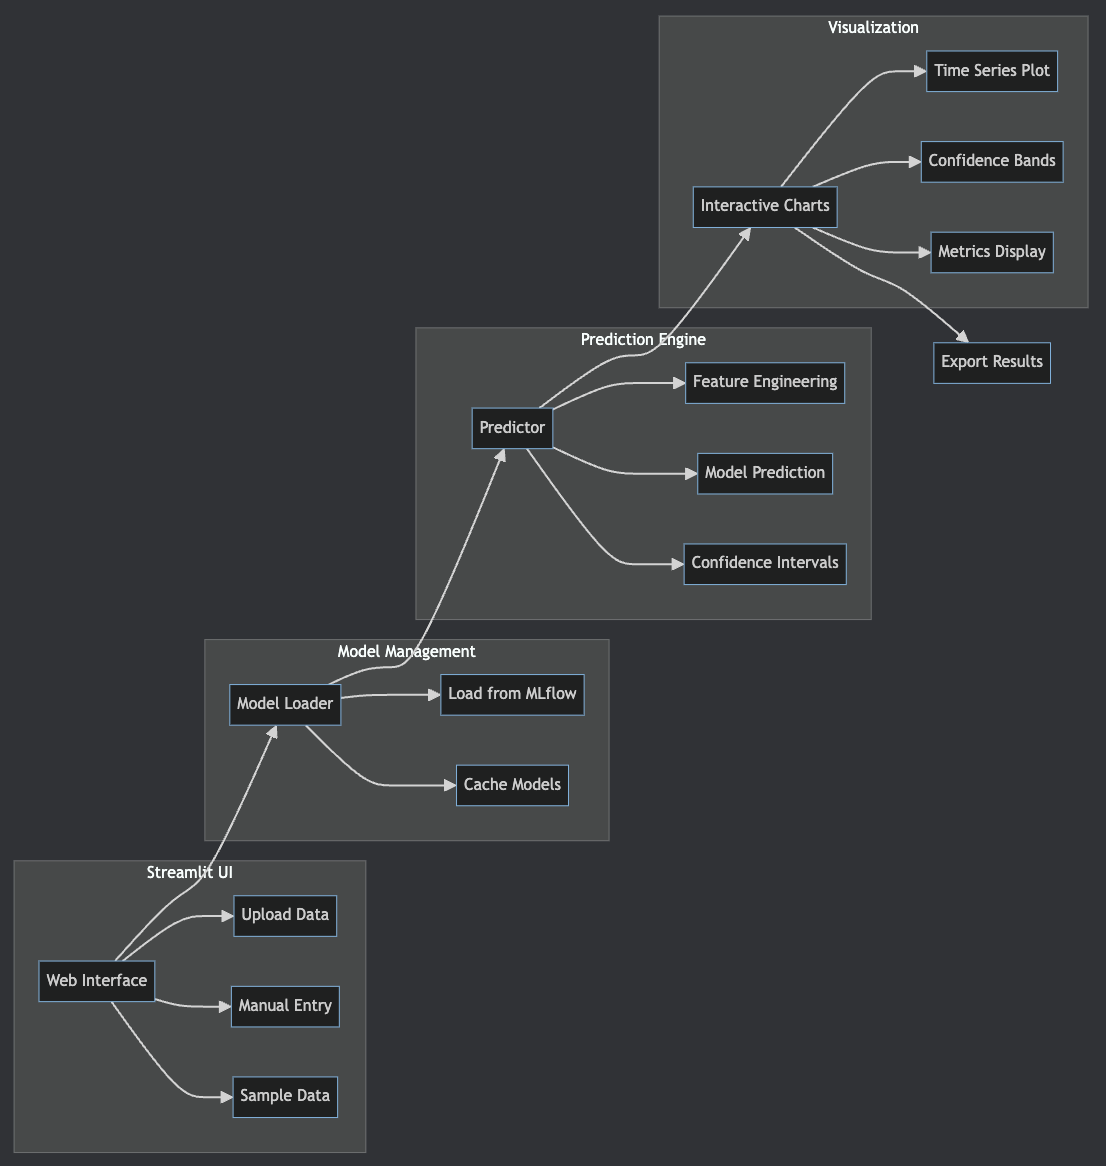 Visualization
Time Series Plot
Confidence Bands
Interactive Charts
Metrics Display
Export Results
Prediction Engine
Feature Engineering
Predictor
Model Prediction
Confidence Intervals
Model Management
Load from MLflow
Model Loader
Cache Models
Streamlit UI
Upload Data
Web Interface
Manual Entry
Sample Data